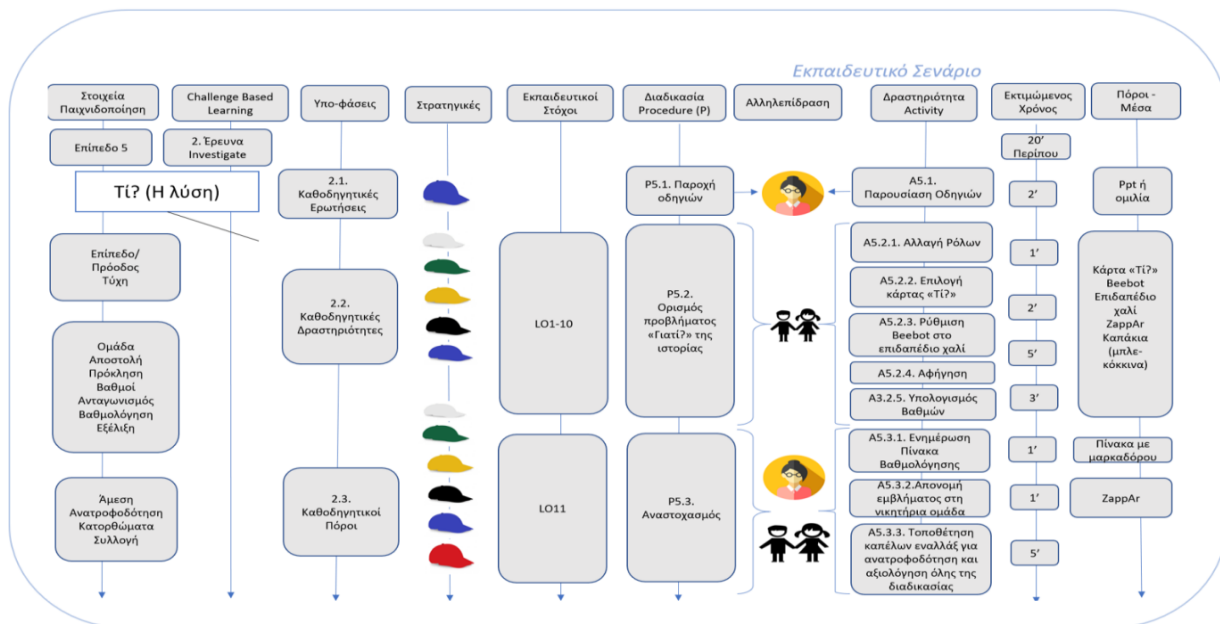 Εκπαιδευτικό Σενάριο
Στοιχεία
Παιχνιδοποίηση
Challenge Based
Learning
Υπο-φάσεις
Στρατηγικές
Εκπαιδευτικοί
Στόχοι
Διαδικασία
Procedure (P)
Αλληλεπίδραση
Δραστηριότητα
Activity
Εκτιμώμενος
Χρόνος
Πόροι -
Μέσα
Επίπεδο 5
2. Έρευνα
Investigate
20’
Περίπου
Τί? (Η λύση)
2.1.
Καθοδηγητικές
Ερωτήσεις
P5.1. Παροχή
οδηγιών
A5.1.
Παρουσίαση Οδηγιών
2’
Ppt ή
ομιλία
Επίπεδο/
Πρόοδος
Τύχη
2.2.
Καθοδηγητικές
Δραστηριότητες
LO1-10
P5.2.
Ορισμός
προβλήματος
«Γιατί?» της
ιστορίας
A5.2.1. Αλλαγή Ρόλων
1’
A5.2.2. Επιλογή
κάρτας «Τί?»
2’
A5.2.3. Ρύθμιση
Beebot στο
επιδαπέδιο χαλί
5’
A5.2.4. Αφήγηση
A3.2.5. Υπολογισμός
Βαθμών
3’
Κάρτα «Τί?»
Beebot
Επιδαπέδιο
χαλί
ZappAr
Καπάκια
(μπλε-
κόκκινα)
Ομάδα
Αποστολή
Πρόκληση
Βαθμοί
Ανταγωνισμός
Βαθμολόγηση
Εξέλιξη
Άμεση
Ανατροφοδότηση
Κατορθώματα
Συλλογή
2.3.
Καθοδηγητικοί
Πόροι
LO11
P5.3.
Αναστοχασμός
A5.3.1. Ενημέρωση
Πίνακα
Βαθμολόγησης
1’
Πίνακα με
μαρκαδόρου
A5.3.2.Απονομή
εμβλήματος στη
νικητήρια ομάδα
1’
ZappAr
A5.3.3. Τοποθέτηση
καπέλων εναλλάξ για
ανατροφοδότηση και
αξιολόγηση όλης της
διαδικασίας
5’